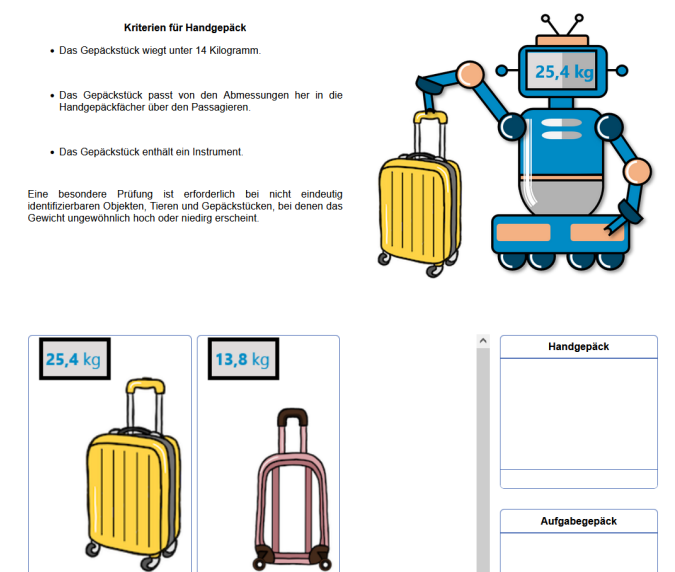 Kriterien für Handgepäck
• Das Gepäckstück wiegt unter 14 Kilogramm.
• Das Gepäckstück passt von den Abmessungen her in die
Handgepäckfächer über den Passagieren.
• Das Gepäckstück enthält ein Instrument.
Eine besondere Prüfung ist erforderlich bei nicht eindeutig
identifizierbaren Objekten, Tieren und Gepäckstücken, bei denen das
Gewicht ungewöhnlich hoch oder niedig erscheint.
25,4 kg
25,4 kg
13,8 kg
Handgepäck
Aufgabegepäck